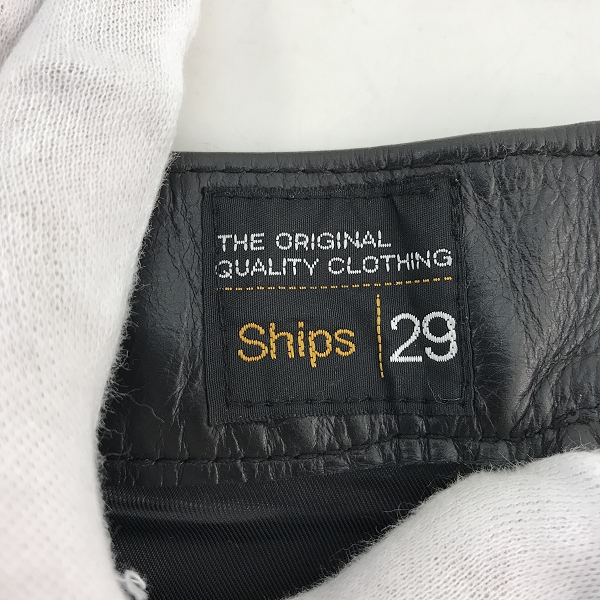 THE ORIGINAL
QUALITY CLOTHING
Ships 29